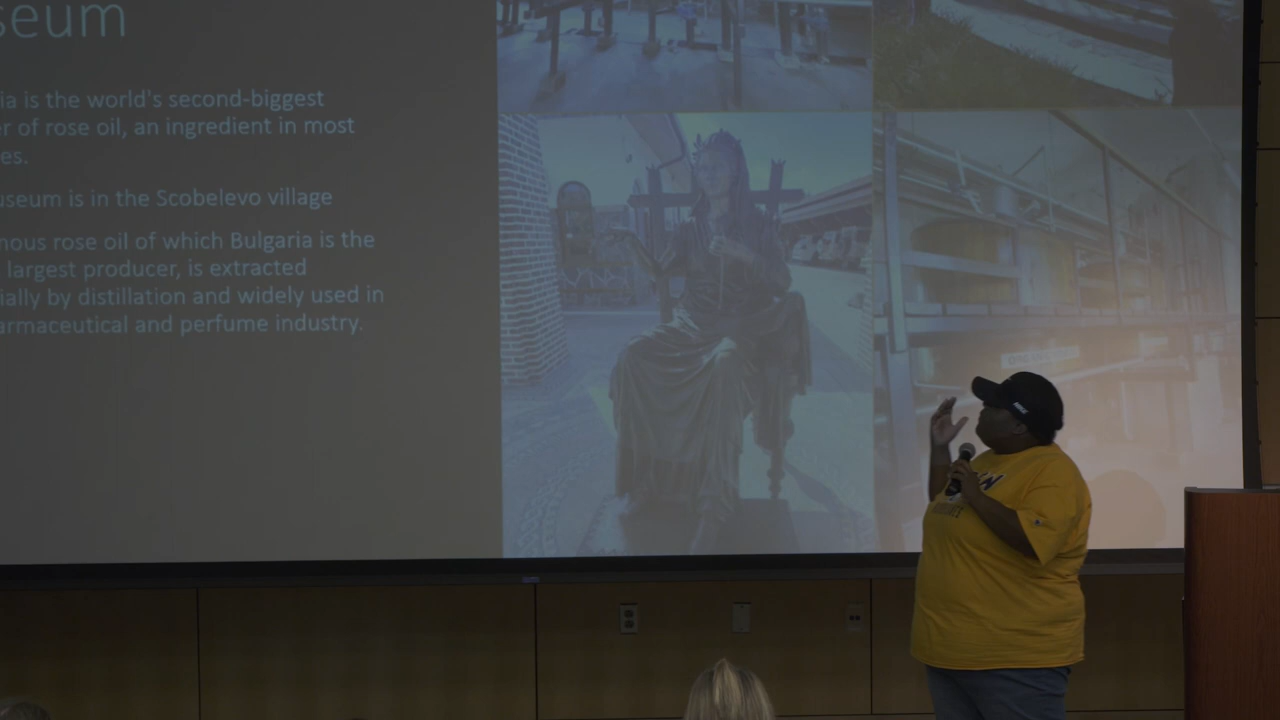 seum
ia is the world's second-biggest
er of rose oil, an ingredient in most
es.
useum is in the Scobelevo village
nous rose oil of which Bulgaria is the
largest producer, is extracted
ially by distillation and widely used in
armaceutical and perfume industry.